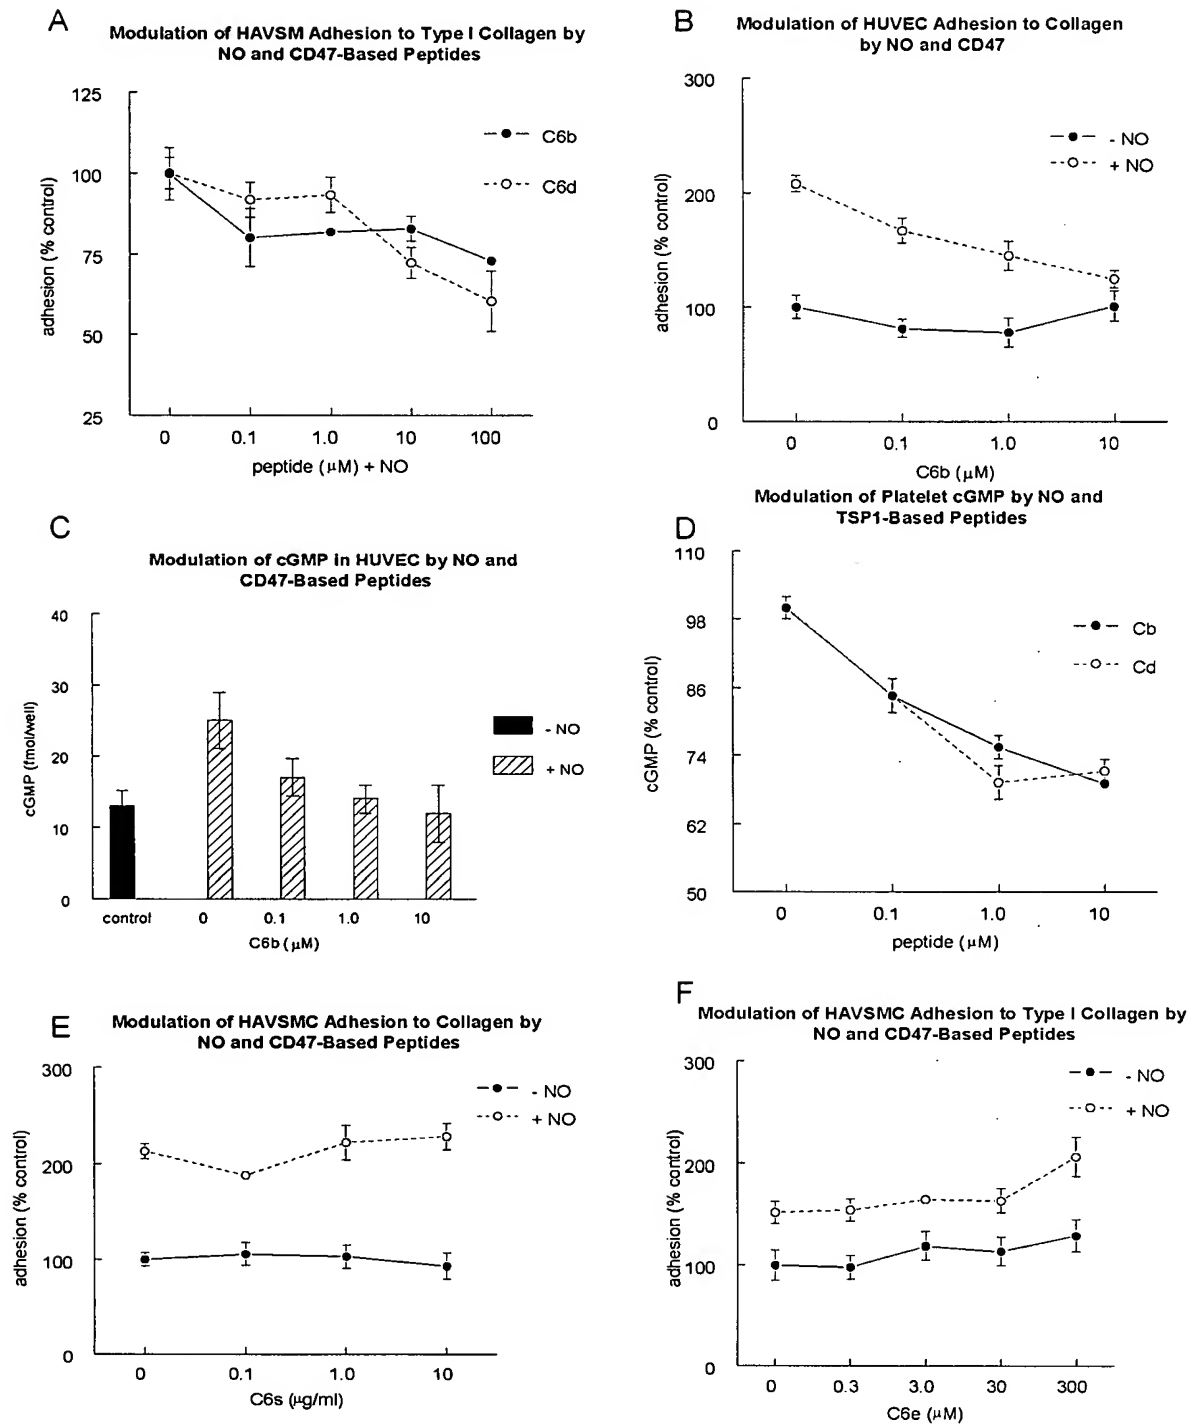 A
Modulation of HAVSM Adhesion to Type I Collagen by
NO and CD47-Based Peptides
125
100
75
50
25
adhesion (% control)
C6b
C6d
0 0.1 1.0 10 100
peptide (µM) + NO
B
Modulation of HUVEC Adhesion to Collagen
by NO and CD47
300
200
100
0
adhesion (% control)
- NO
+ NO
0 0.1 1.0 10
C6b (µM)
C
Modulation of cGMP in HUVEC by NO and
CD47-Based Peptides
40
30
20
10
0
cGMP (fmol/well)
- NO
+ NO
control 0 0.1 1.0 10
C6b (µM)
D
Modulation of Platelet cGMP by NO and
TSP1-Based Peptides
110
98
86
74
62
50
cGMP (% control)
Cb
Cd
0 0.1 1.0 10
peptide (µM)
E
Modulation of HAVSMC Adhesion to Collagen by
NO and CD47-Based Peptides
300
200
100
0
adhesion (% control)
- NO
+ NO
0 0.1 1.0 10
C6s (µg/ml)
F
Modulation of HAVSMC Adhesion to Type I Collagen by
NO and CD47-Based Peptides
300
200
100
0
adhesion (% control)
- NO
+ NO
0 0.3 3.0 30 300
C6e (µM)